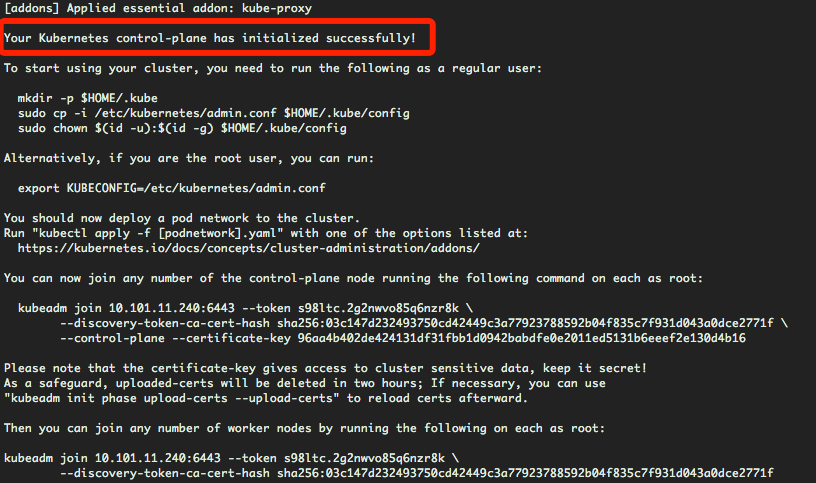 [addons] Applied essential addon: kube-proxy
Your Kubernetes control-plane has initialized successfully!
To start using your cluster, you need to run the following as a regular user:
mkdir -p $HOME/.kube
sudo cp -i /etc/kubernetes/admin.conf $HOME/.kube/config
sudo chown $(id -u):$(id -g) $HOME/.kube/config
Alternatively, if you are the root user, you can run:
export KUBECONFIG=/etc/kubernetes/admin.conf
You should now deploy a pod network to the cluster.
Run "kubectl apply -f [podnetwork].yaml" with one of the options listed at:
https://kubernetes.io/docs/concepts/cluster-administration/addons/
You can now join any number of the control-plane node running the following command on each as root:
kubeadm join 10.101.11.240:6443 --token s98ltc.2g2nwvo85q6nzr8k \
--discovery-token-ca-cert-hash sha256:03c147d232493750cd42449c3a77923788592b04f835c7f931d043a0dce2771f \
--control-plane --certificate-key 96aa4b402de424131df31fbb1d0942babdfe0e2011ed5131b6eeef2e130d4b16
Please note that the certificate-key gives access to cluster sensitive data, keep it secret!
As a safeguard, uploaded-certs will be deleted in two hours; If necessary, you can use
"kubeadm init phase upload-certs --upload-certs" to reload certs afterward.
Then you can join any number of worker nodes by running the following on each as root:
kubeadm join 10.101.11.240:6443 --token s98ltc.2g2nwvo85q6nzr8k \
--discovery-token-ca-cert-hash sha256:03c147d232493750cd42449c3a77923788592b04f835c7f931d043a0dce2771f